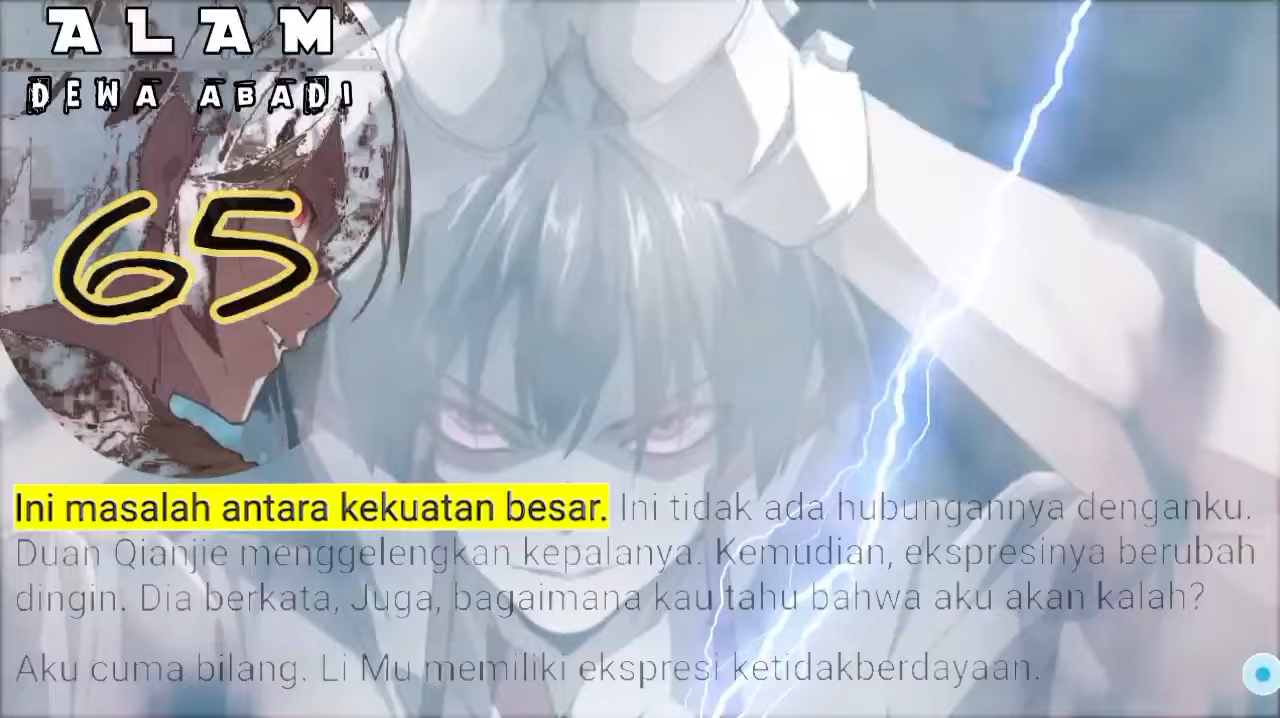 ALAM
DEWA ABADI
65
Ini masalah antara kekuatan besar. Ini tidak ada hubungannya denganku.
Duan Qianjie menggelengkan kepalanya. Kemudian, ekspresinya berubah
dingin. Dia berkata, Juga, bagaimana kau tahu bahwa aku akan kalah?
Aku cuma bilang. Li Mu memiliki ekspresi ketidakberdayaan.